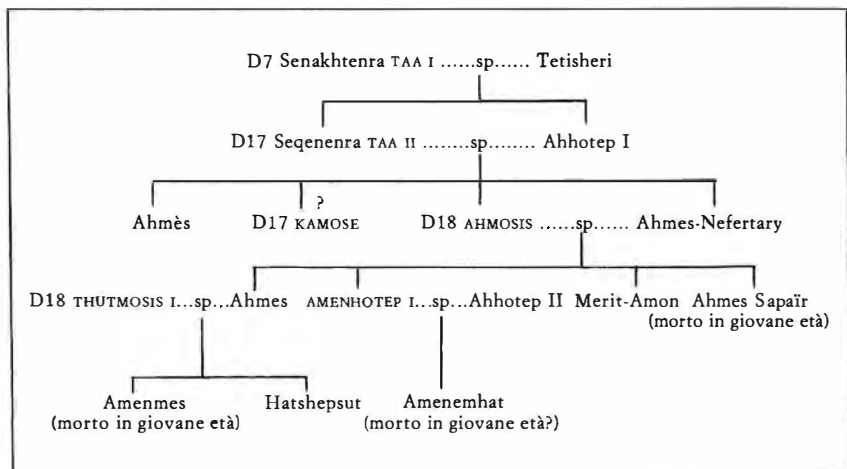 D7 Senakhtenra TAA I ......sp...... Tetisheri
D17 Seqenenra TAA II ........sp........ Ahhotep I
?
Ahmès D17 KAMOSE D18 AHMOSIS ......sp...... Ahmes-Nefertary
D18 THUTMOSIS I...sp...Ahmes AMENHOTEP I...sp...Ahhotep II Merit-Amon Ahmes Sapaïr
(morto in giovane età)
Amenmes Hatshepsut Amenemhat
(morto in giovane età) (morto in giovane età?)